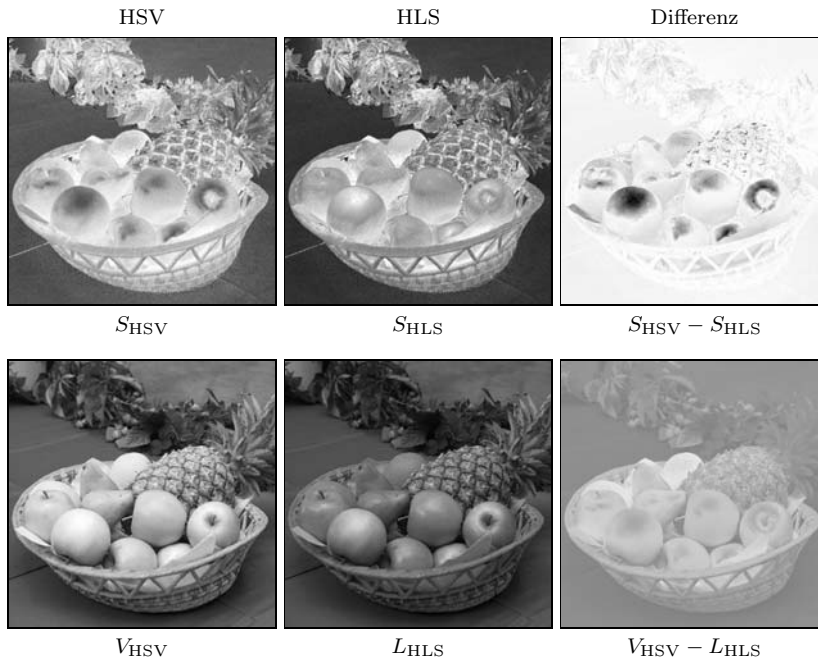 HSV HLS Differenz
S_HSV S_HLS S_HSV − S_HLS
V_HSV L_HLS V_HSV − L_HLS